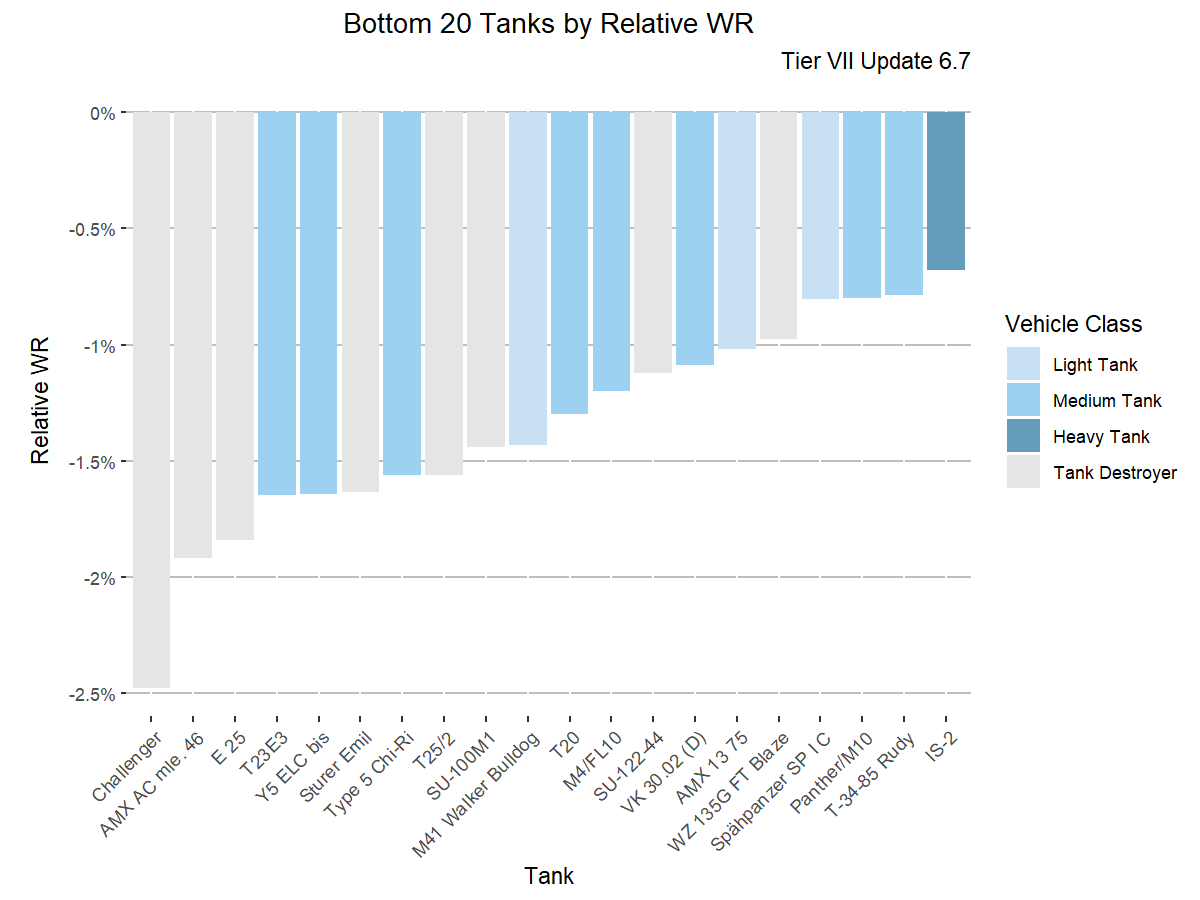 Bottom 20 Tanks by Relative WR
Tier VII Update 6.7
Relative WR
0%
-0.5%
-1%
-1.5%
-2%
-2.5%
Challenger
AMX AC mle. 46
E 25
T23E3
Y5 ELC bis
Sturer Emil
Type 5 Chi-Ri
T25/2
SU-100M1
M41 Walker Bulldog
T20
M4/FL10
SU-122-44
VK 30.02 (D)
AMX 13 75
WZ 135G FT Blaze
Spähpanzer SP I C
Panther/M10
T-34-85 Rudy
IS-2
Tank
Vehicle Class
Light Tank
Medium Tank
Heavy Tank
Tank Destroyer